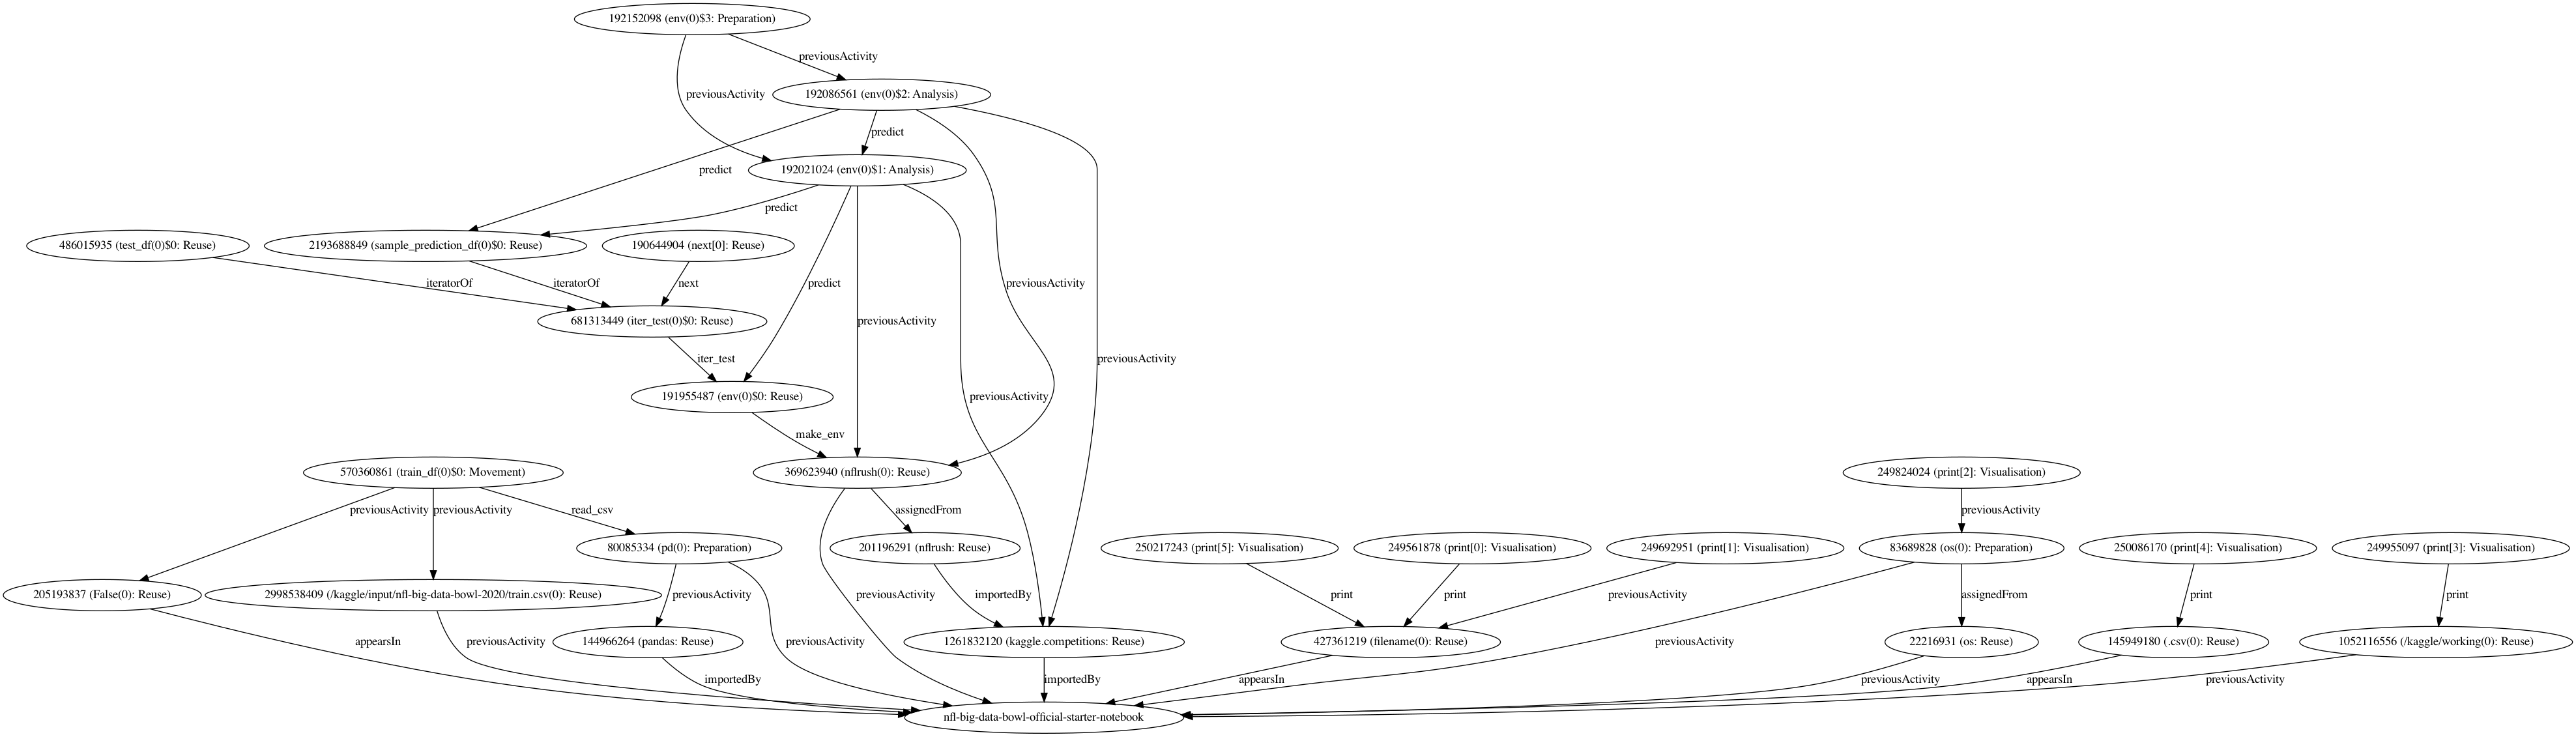 192152098 (env(0)$3: Preparation)
previousActivity
192086561 (env(0)$2: Analysis)
previousActivity
predict
192021024 (env(0)$1: Analysis)
predict
predict
486015935 (test_df(0)$0: Reuse)
2193688849 (sample_prediction_df(0)$0: Reuse)
190644904 (next[0]: Reuse)
iteratorOf
iteratorOf
next
predict
previousActivity
681313449 (iter_test(0)$0: Reuse)
previousActivity
iter_test
previousActivity
191955487 (env(0)$0: Reuse)
previousActivity
make_env
570360861 (train_df(0)$0: Movement)
369623940 (nflrush(0): Reuse)
249824024 (print[2]: Visualisation)
previousActivity
previousActivity
read_csv
assignedFrom
previousActivity
80085334 (pd(0): Preparation)
201196291 (nflrush: Reuse)
250217243 (print[5]: Visualisation)
249561878 (print[0]: Visualisation)
249692951 (print[1]: Visualisation)
83689828 (os(0): Preparation)
250086170 (print[4]: Visualisation)
249955097 (print[3]: Visualisation)
205193837 (False(0): Reuse)
2998538409 (/kaggle/input/nfl-big-data-bowl-2020/train.csv(0): Reuse)
previousActivity
previousActivity
importedBy
print
print
previousActivity
assignedFrom
print
print
appearsIn
previousActivity
144966264 (pandas: Reuse)
previousActivity
1261832120 (kaggle.competitions: Reuse)
427361219 (filename(0): Reuse)
previousActivity
22216931 (os: Reuse)
145949180 (.csv(0): Reuse)
1052116556 (/kaggle/working(0): Reuse)
importedBy
importedBy
appearsIn
previousActivity
appearsIn
previousActivity
nfl-big-data-bowl-official-starter-notebook